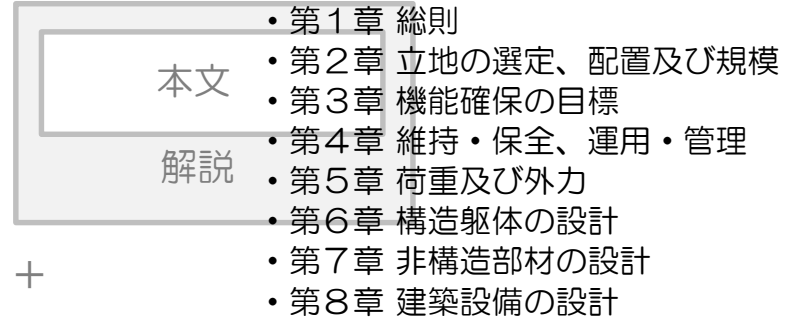 本文
解説
+
• 第１章 総則
• 第２章 立地の選定、配置及び規模
• 第３章 機能確保の目標
• 第４章 維持・保全、運用・管理
• 第５章 荷重及び外力
• 第６章 構造躯体の設計
• 第７章 非構造部材の設計
• 第８章 建築設備の設計